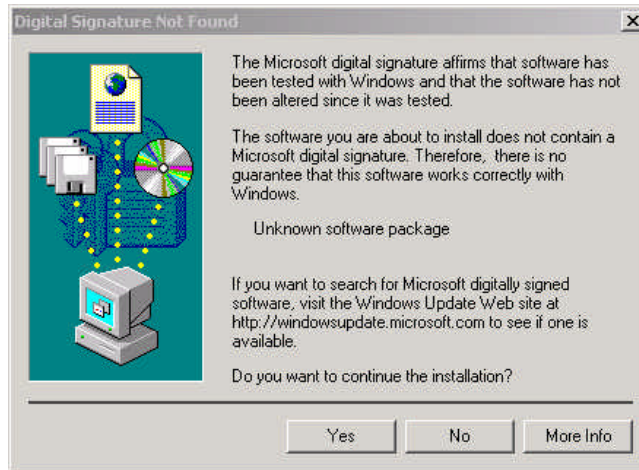 Digital Signature Not Found
The Microsoft digital signature affirms that software has
been tested with Windows and that the software has not
been altered since it was tested.
The software you are about to install does not contain a
Microsoft digital signature. Therefore, there is no
guarantee that this software works correctly with
Windows.
Unknown software package
If you want to search for Microsoft digitally signed
software, visit the Windows Update Web site at
http://windowsupdate.microsoft.com to see if one is
available.
Do you want to continue the installation?
Yes
No
More Info